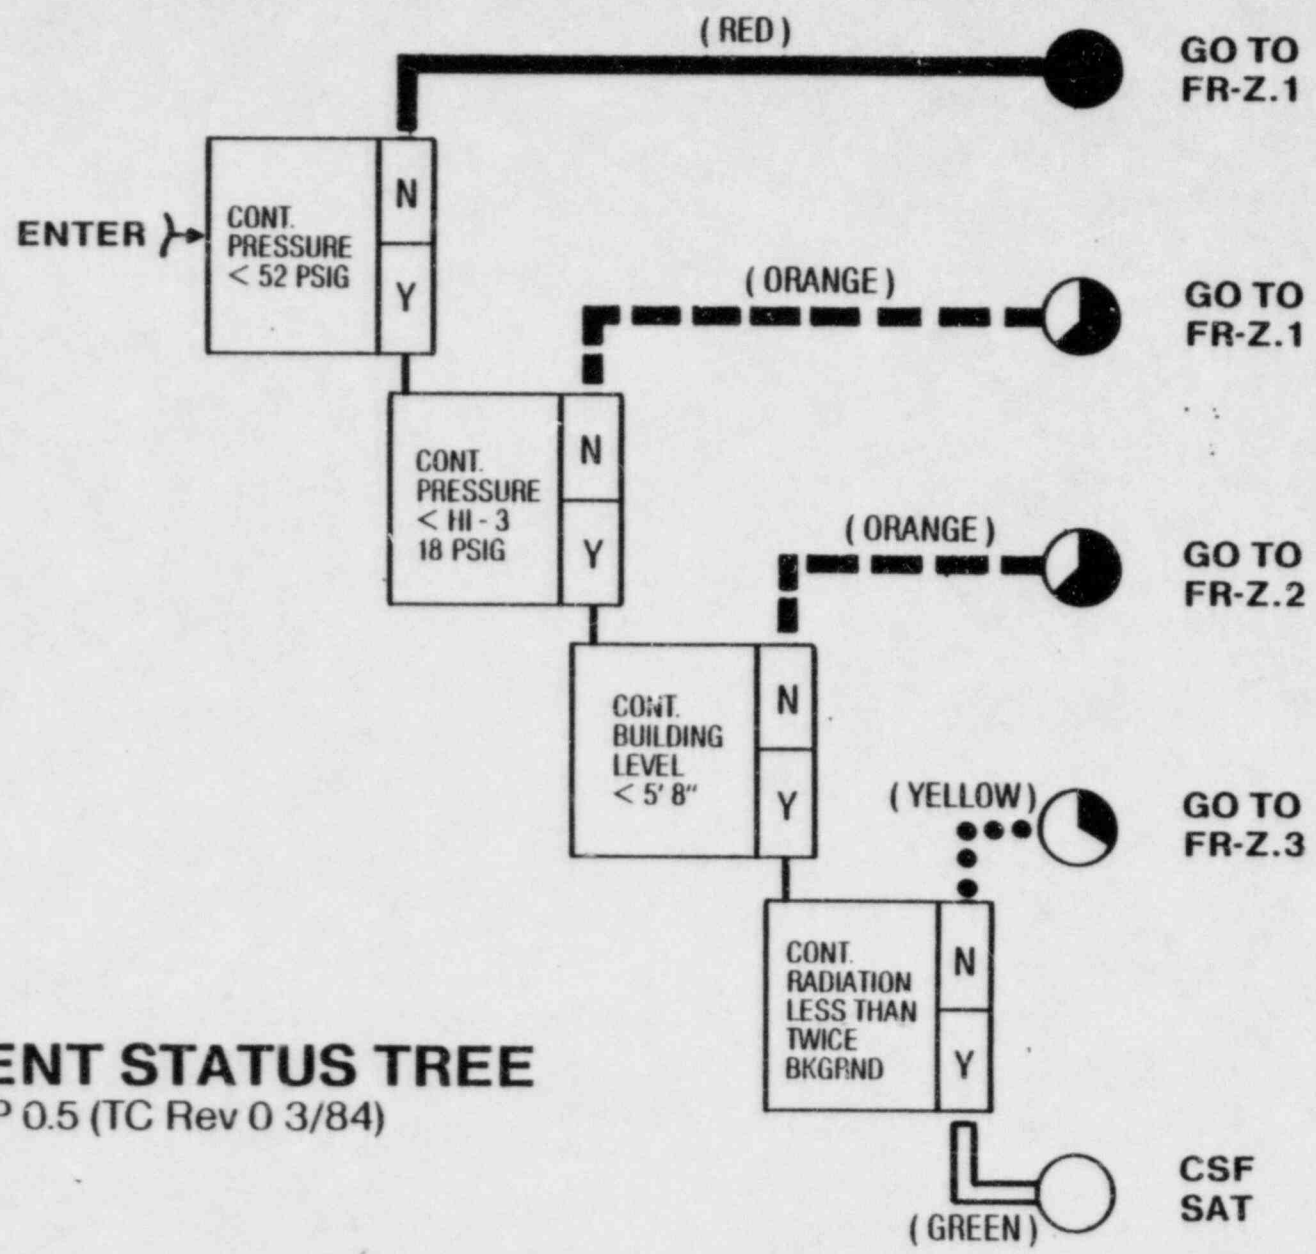 ( RED )
GO TO
FR-Z.1
ENTER
CONT.
PRESSURE
< 52 PSIG
N
Y
( ORANGE )
GO TO
FR-Z.1
CONT.
PRESSURE
< HI - 3
18 PSIG
N
Y
( ORANGE )
GO TO
FR-Z.2
CONT.
BUILDING
LEVEL
< 5' 8"
N
Y
( YELLOW )
GO TO
FR-Z.3
CONT.
RADIATION
LESS THAN
TWICE
BKGRND
N
Y
ENT STATUS TREE
P 0.5 (TC Rev 0 3/84)
( GREEN )
CSF
SAT